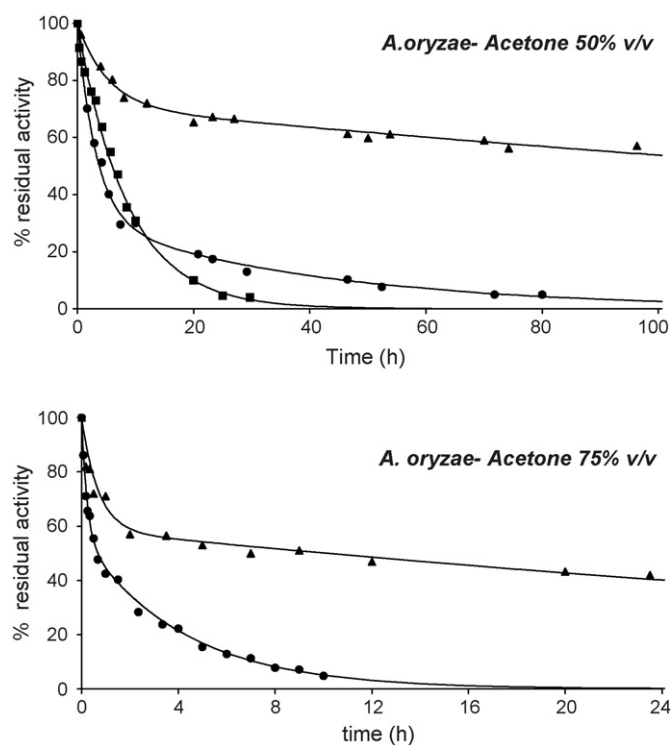 A.oryzae- Acetone 50% v/v
% residual activity
100
80
60
40
20
0
0 20 40 60 80 100
Time (h)
A. oryzae- Acetone 75% v/v
% residual activity
100
80
60
40
20
0
0 4 8 12 16 20 24
time (h)